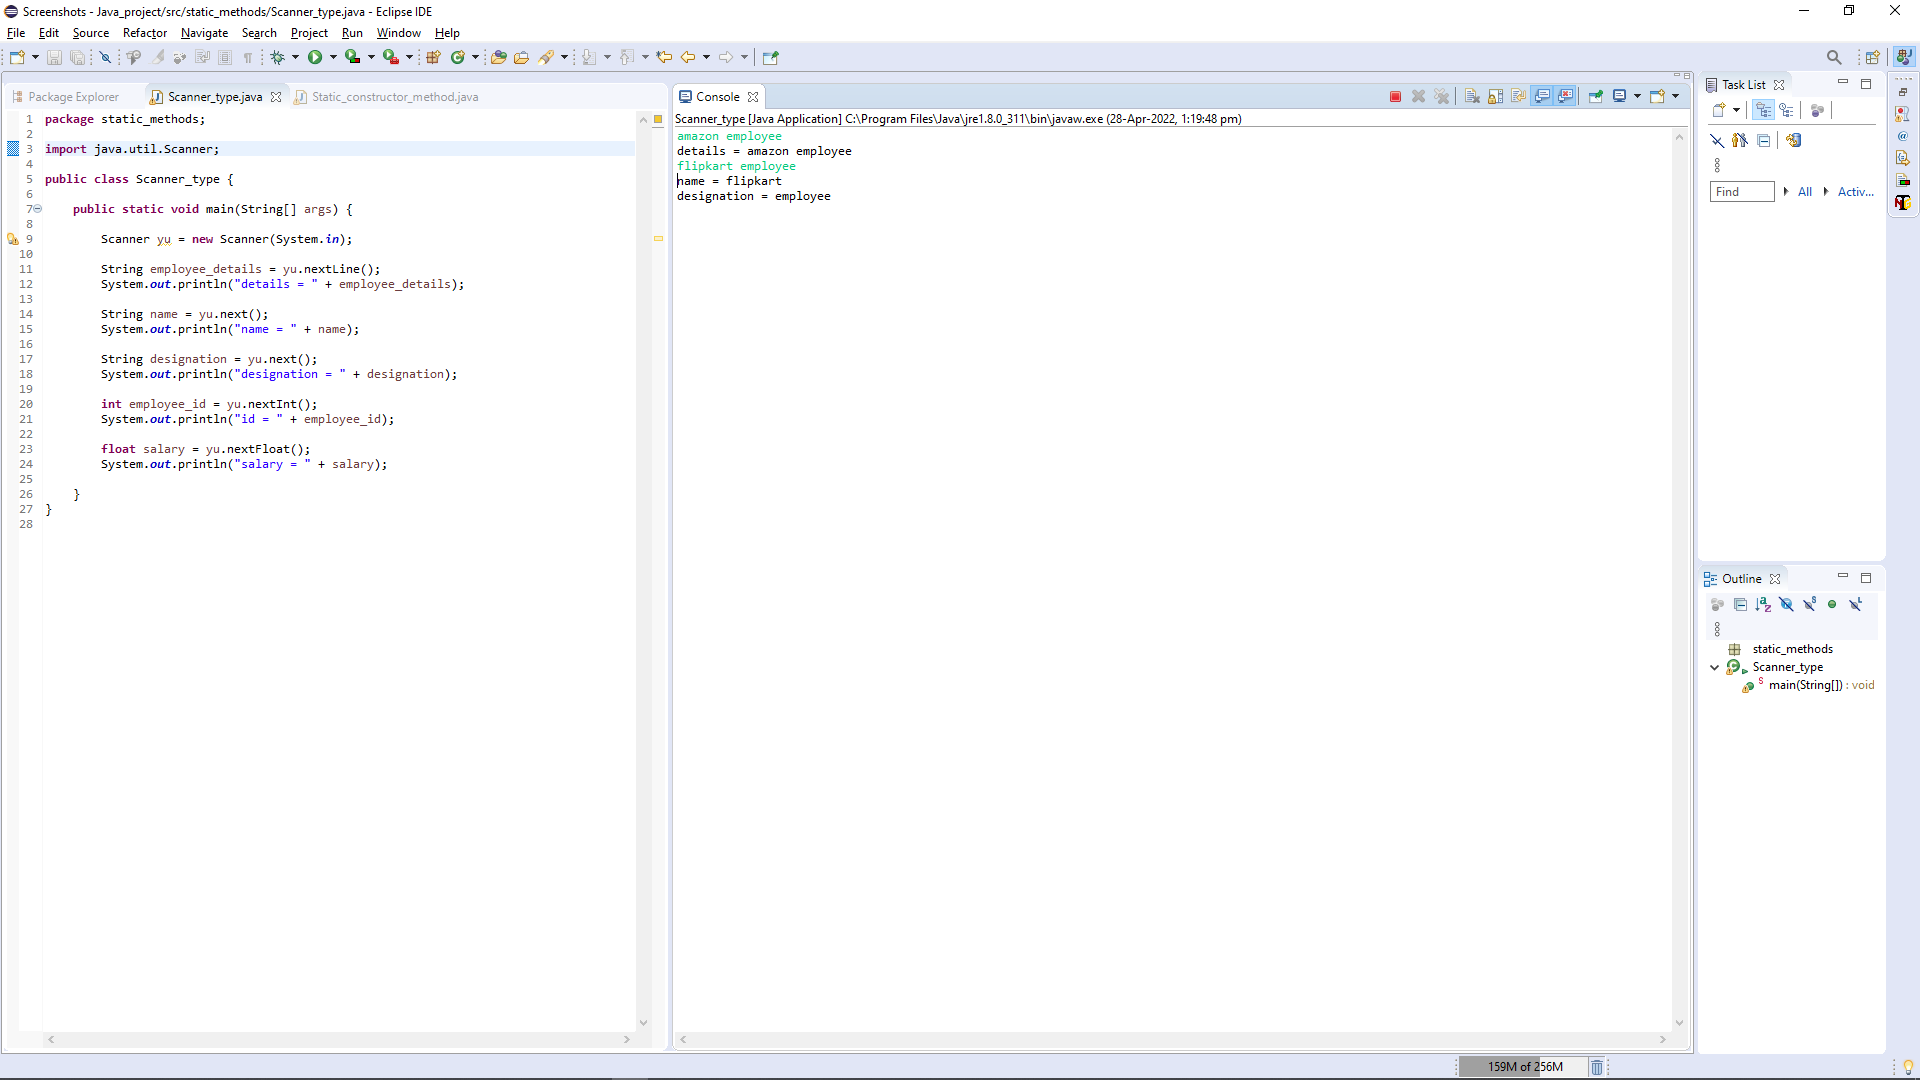 Screenshots - Java_project/src/static_methods/Scanner_type.java - Eclipse IDE
File Edit Source Refactor Navigate Search Project Run Window Help
Package Explorer Scanner_type.java Static_constructor_method.java
1 package static_methods;
2
3 import java.util.Scanner;
4
5 public class Scanner_type {
6
7 public static void main(String[] args) {
8
9 Scanner yu = new Scanner(System.in);
10
11 String employee_details = yu.nextLine();
12 System.out.println("details = " + employee_details);
13
14 String name = yu.next();
15 System.out.println("name = " + name);
16
17 String designation = yu.next();
18 System.out.println("designation = " + designation);
19
20 int employee_id = yu.nextInt();
21 System.out.println("id = " + employee_id);
22
23 float salary = yu.nextFloat();
24 System.out.println("salary = " + salary);
25
26 }
27 }
28
Console
Scanner_type [Java Application] C:\Program Files\Java\jre1.8.0_311\bin\javaw.exe (28-Apr-2022, 1:19:48 pm)
amazon employee
details = amazon employee
flipkart employee
name = flipkart
designation = employee
Task List
Find All Activ...
Outline
static_methods
Scanner_type
main(String[]) : void
159M of 256M